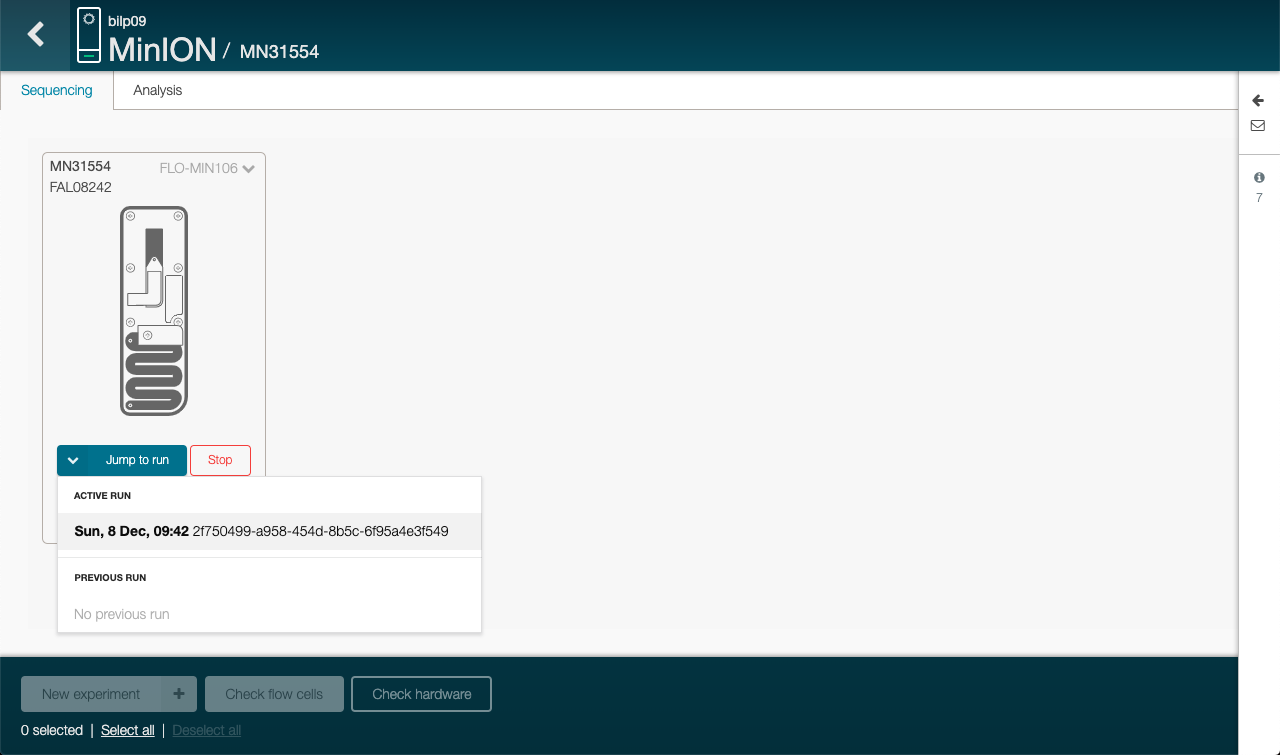 bilp09
MinION / MN31554
Sequencing Analysis
MN31554 FLO-MIN106
FAL08242
7
Jump to run Stop
ACTIVE RUN
Sun, 8 Dec, 09:42 2f750499-a958-454d-8b5c-6f95a4e3f549
PREVIOUS RUN
No previous run
New experiment + Check flow cells Check hardware
0 selected | Select all | Deselect all